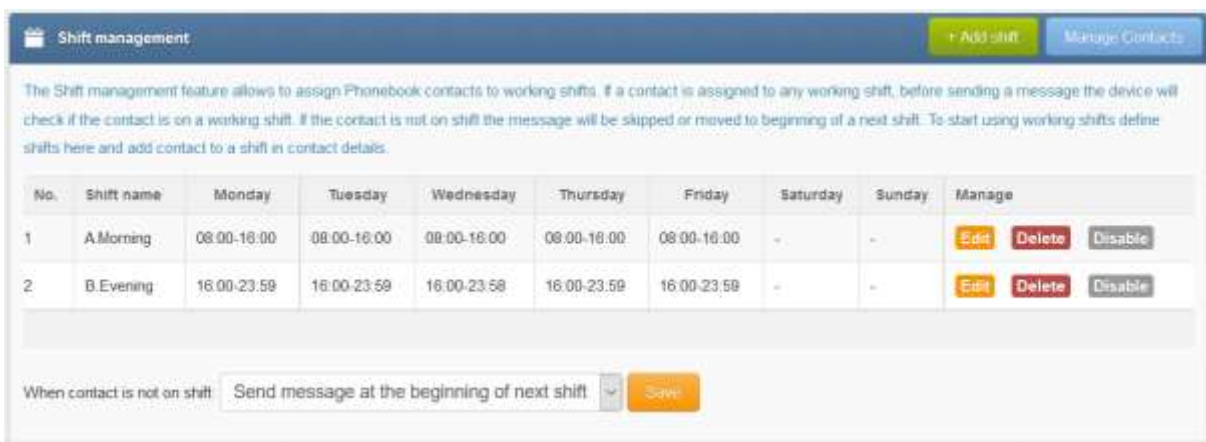 Shift management
+ Add shift
Manage Contacts
The Shift management feature allows to assign Phonebook contacts to working shifts. If a contact is assigned to any working shift, before sending a message the device will
check if the contact is on a working shift. If the contact is not on shift the message will be skipped or moved to beginning of a next shift. To start using working shifts define
shifts here and add contact to a shift in contact details.
No. Shift name Monday Tuesday Wednesday Thursday Friday Saturday Sunday Manage
1 A.Morning 08:00-16:00 08:00-16:00 08:00-16:00 08:00-16:00 08:00-16:00 - - Edit Delete Disable
2 B.Evening 16:00-23:59 16:00-23:59 16:00-23:58 16:00-23:59 16:00-23:59 - - Edit Delete Disable
When contact is not on shift: Send message at the beginning of next shift Save